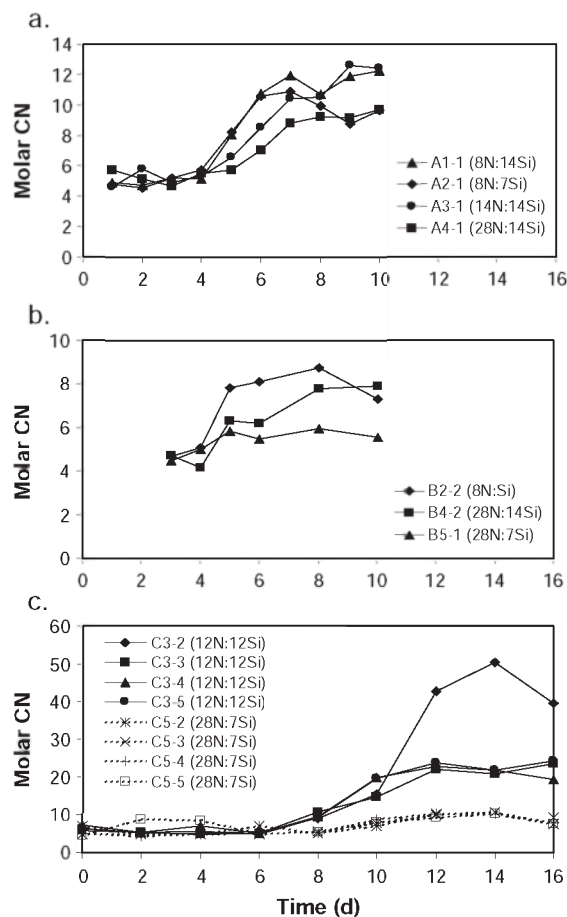 a.
14
12
10
8
6
4
2
0
Molar CN
A1-1 (8N:14Si)
A2-1 (8N:7Si)
A3-1 (14N:14Si)
A4-1 (28N:14Si)
0 2 4 6 8 10 12 14 16
b.
10
8
6
4
2
0
Molar CN
B2-2 (8N:Si)
B4-2 (28N:14Si)
B5-1 (28N:7Si)
0 2 4 6 8 10 12 14 16
c.
60
50
40
30
20
10
0
Molar CN
C3-2 (12N:12Si)
C3-3 (12N:12Si)
C3-4 (12N:12Si)
C3-5 (12N:12Si)
C5-2 (28N:7Si)
C5-3 (28N:7Si)
C5-4 (28N:7Si)
C5-5 (28N:7Si)
0 2 4 6 8 10 12 14 16
Time (d)